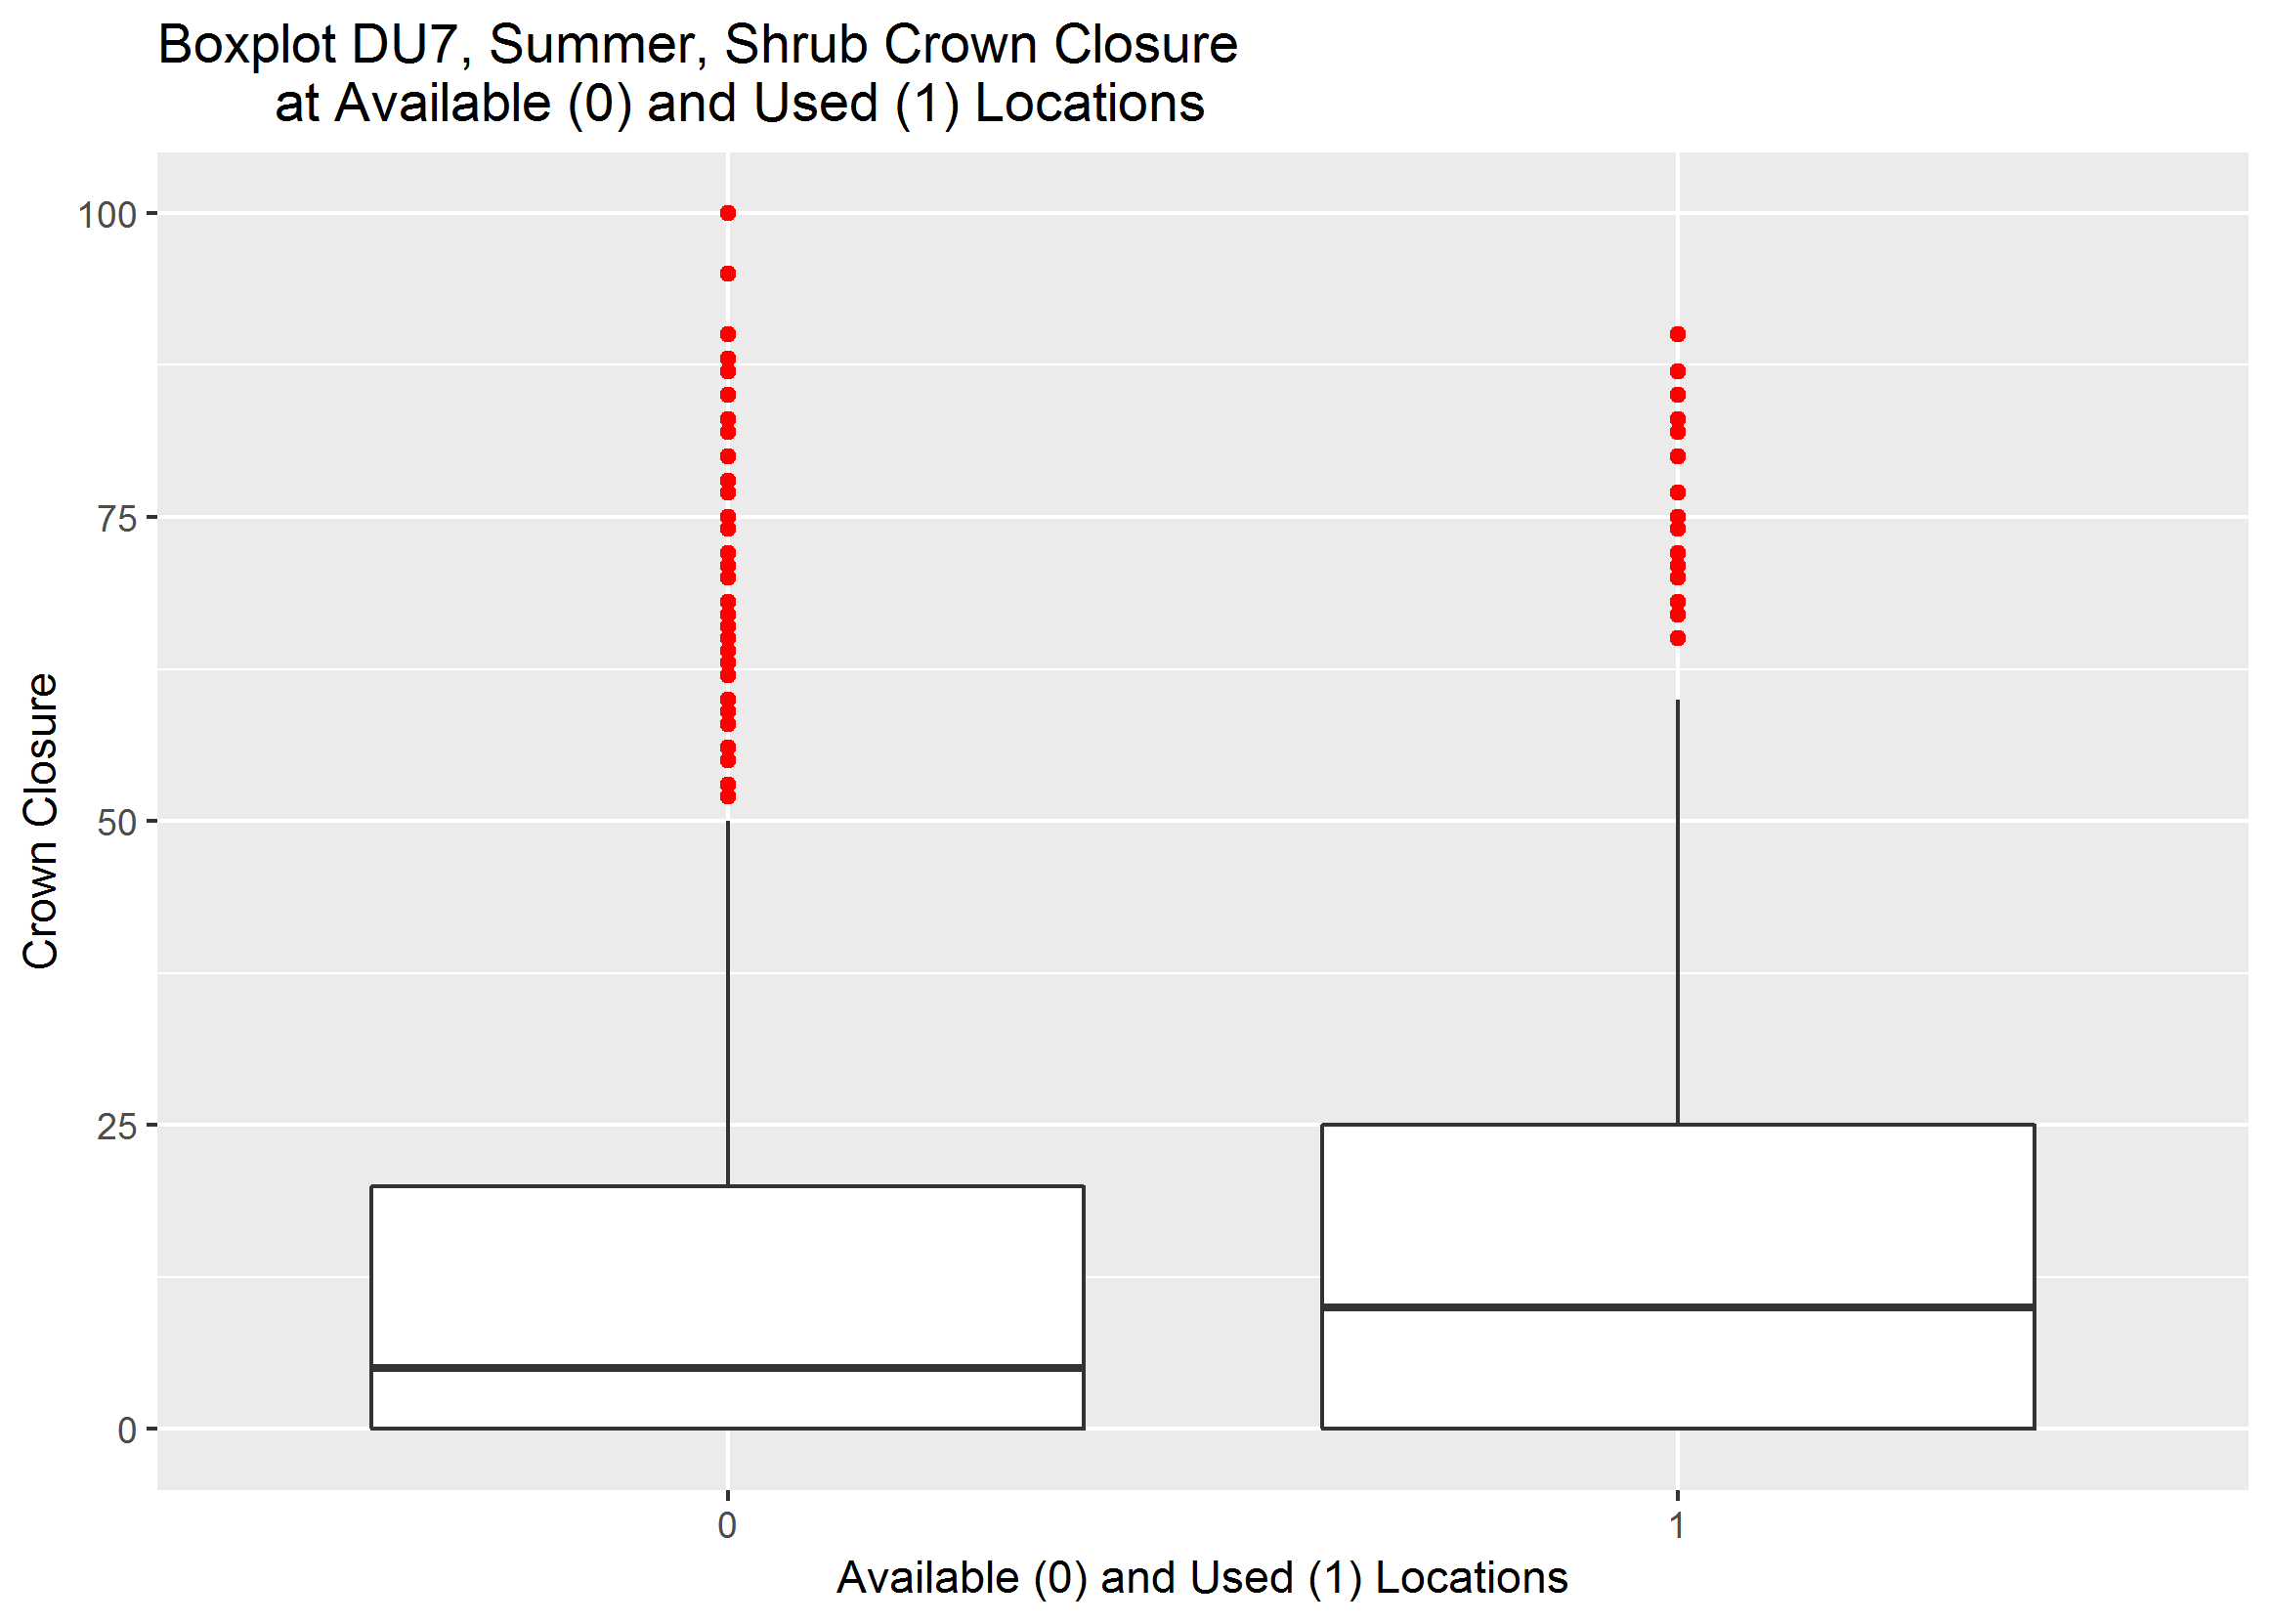 Boxplot DU7, Summer, Shrub Crown Closure
at Available (0) and Used (1) Locations
100
75
50
25
0
Crown Closure
0 1
Available (0) and Used (1) Locations